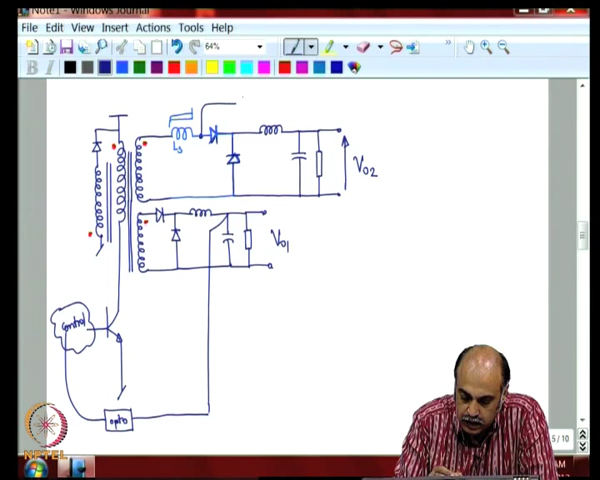 Note1 - Windows Journal
File Edit View Insert Actions Tools Help
64%
B I
Ls
Vo2
Vo1
Control
opto
NPTEL
5 / 10